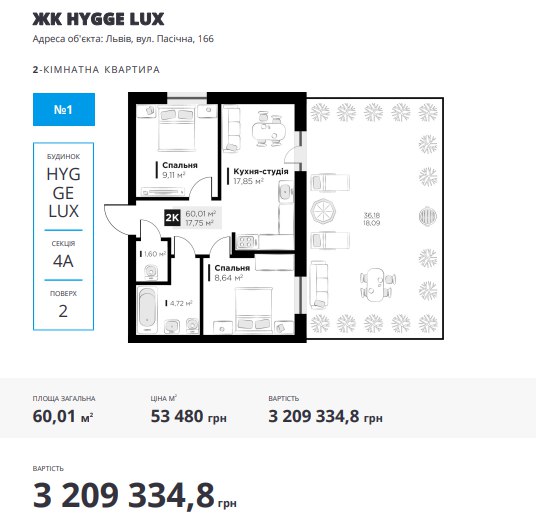 ЖК HYGGE LUX
Адреса об'єкта: Львів, вул. Пасічна, 166
2-КІМНАТНА КВАРТИРА
№1
БУДИНОК
HYG
GE
LUX
СЕКЦІЯ
4А
ПОВЕРХ
2
Спальня
9,11 м²
Кухня-студія
17,85 м²
2K
60,01 м²
17,75 м²
1,60 м²
Спальня
8,64 м²
4,72 м²
36,18
18,09
ПЛОЩА ЗАГАЛЬНА
60,01 м²
ЦІНА М²
53 480 грн
ВАРТІСТЬ
3 209 334,8 грн
ВАРТІСТЬ
3 209 334,8 грн